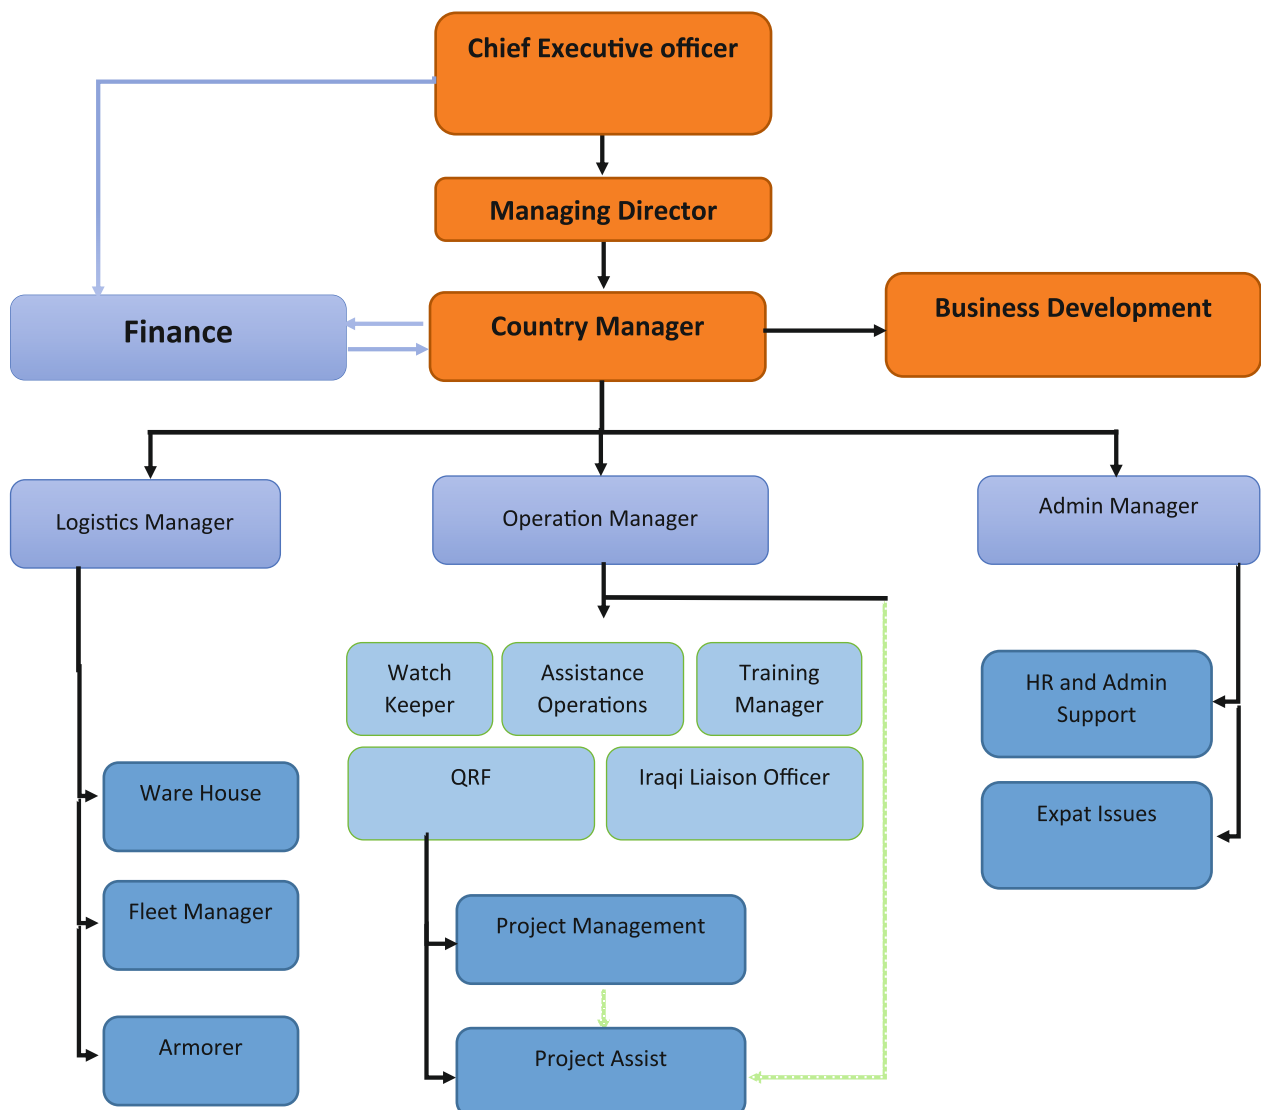 Chief Executive officer
Managing Director
Finance
Country Manager
Business Development
Logistics Manager
Operation Manager
Admin Manager
Watch
Keeper
Assistance
Operations
Training
Manager
HR and Admin
Support
QRF
Iraqi Liaison Officer
Ware House
Expat Issues
Fleet Manager
Project Management
Armorer
Project Assist